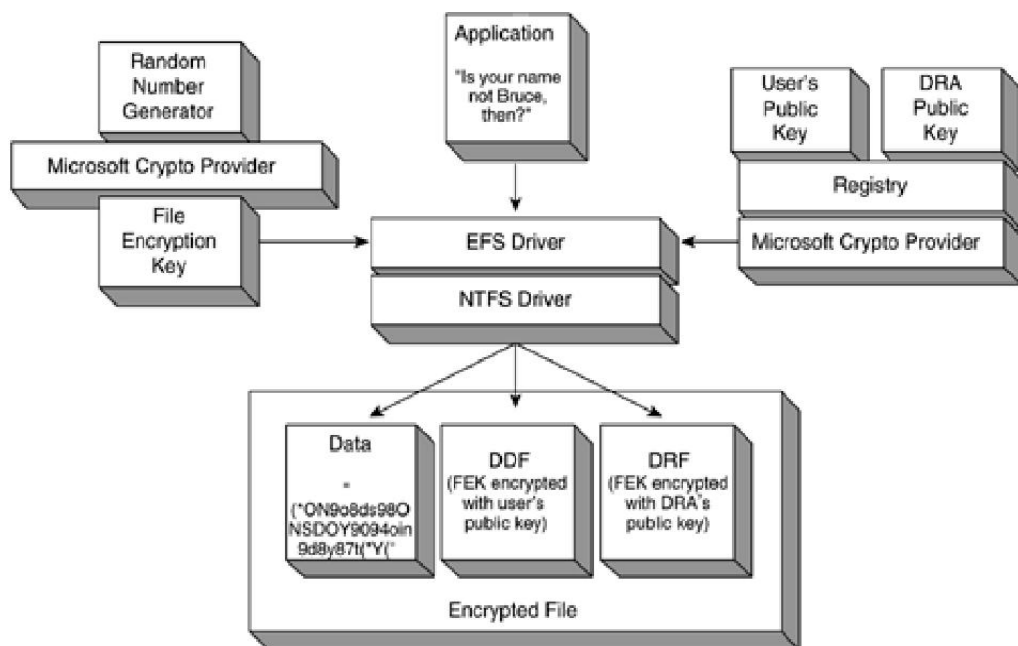 Random
Number
Generator
Microsoft Crypto Provider
File
Encryption
Key
Application
"Is your name
not Bruce,
then?"
User's
Public
Key
DRA
Public
Key
Registry
Microsoft Crypto Provider
EFS Driver
NTFS Driver
Data
"
{"ON9o8ds98O
NSDOY9094oin
9d8y87t("Y("
DDF
(FEK encrypted
with user's
public key)
DRF
(FEK encrypted
with DRA's
public key)
Encrypted File